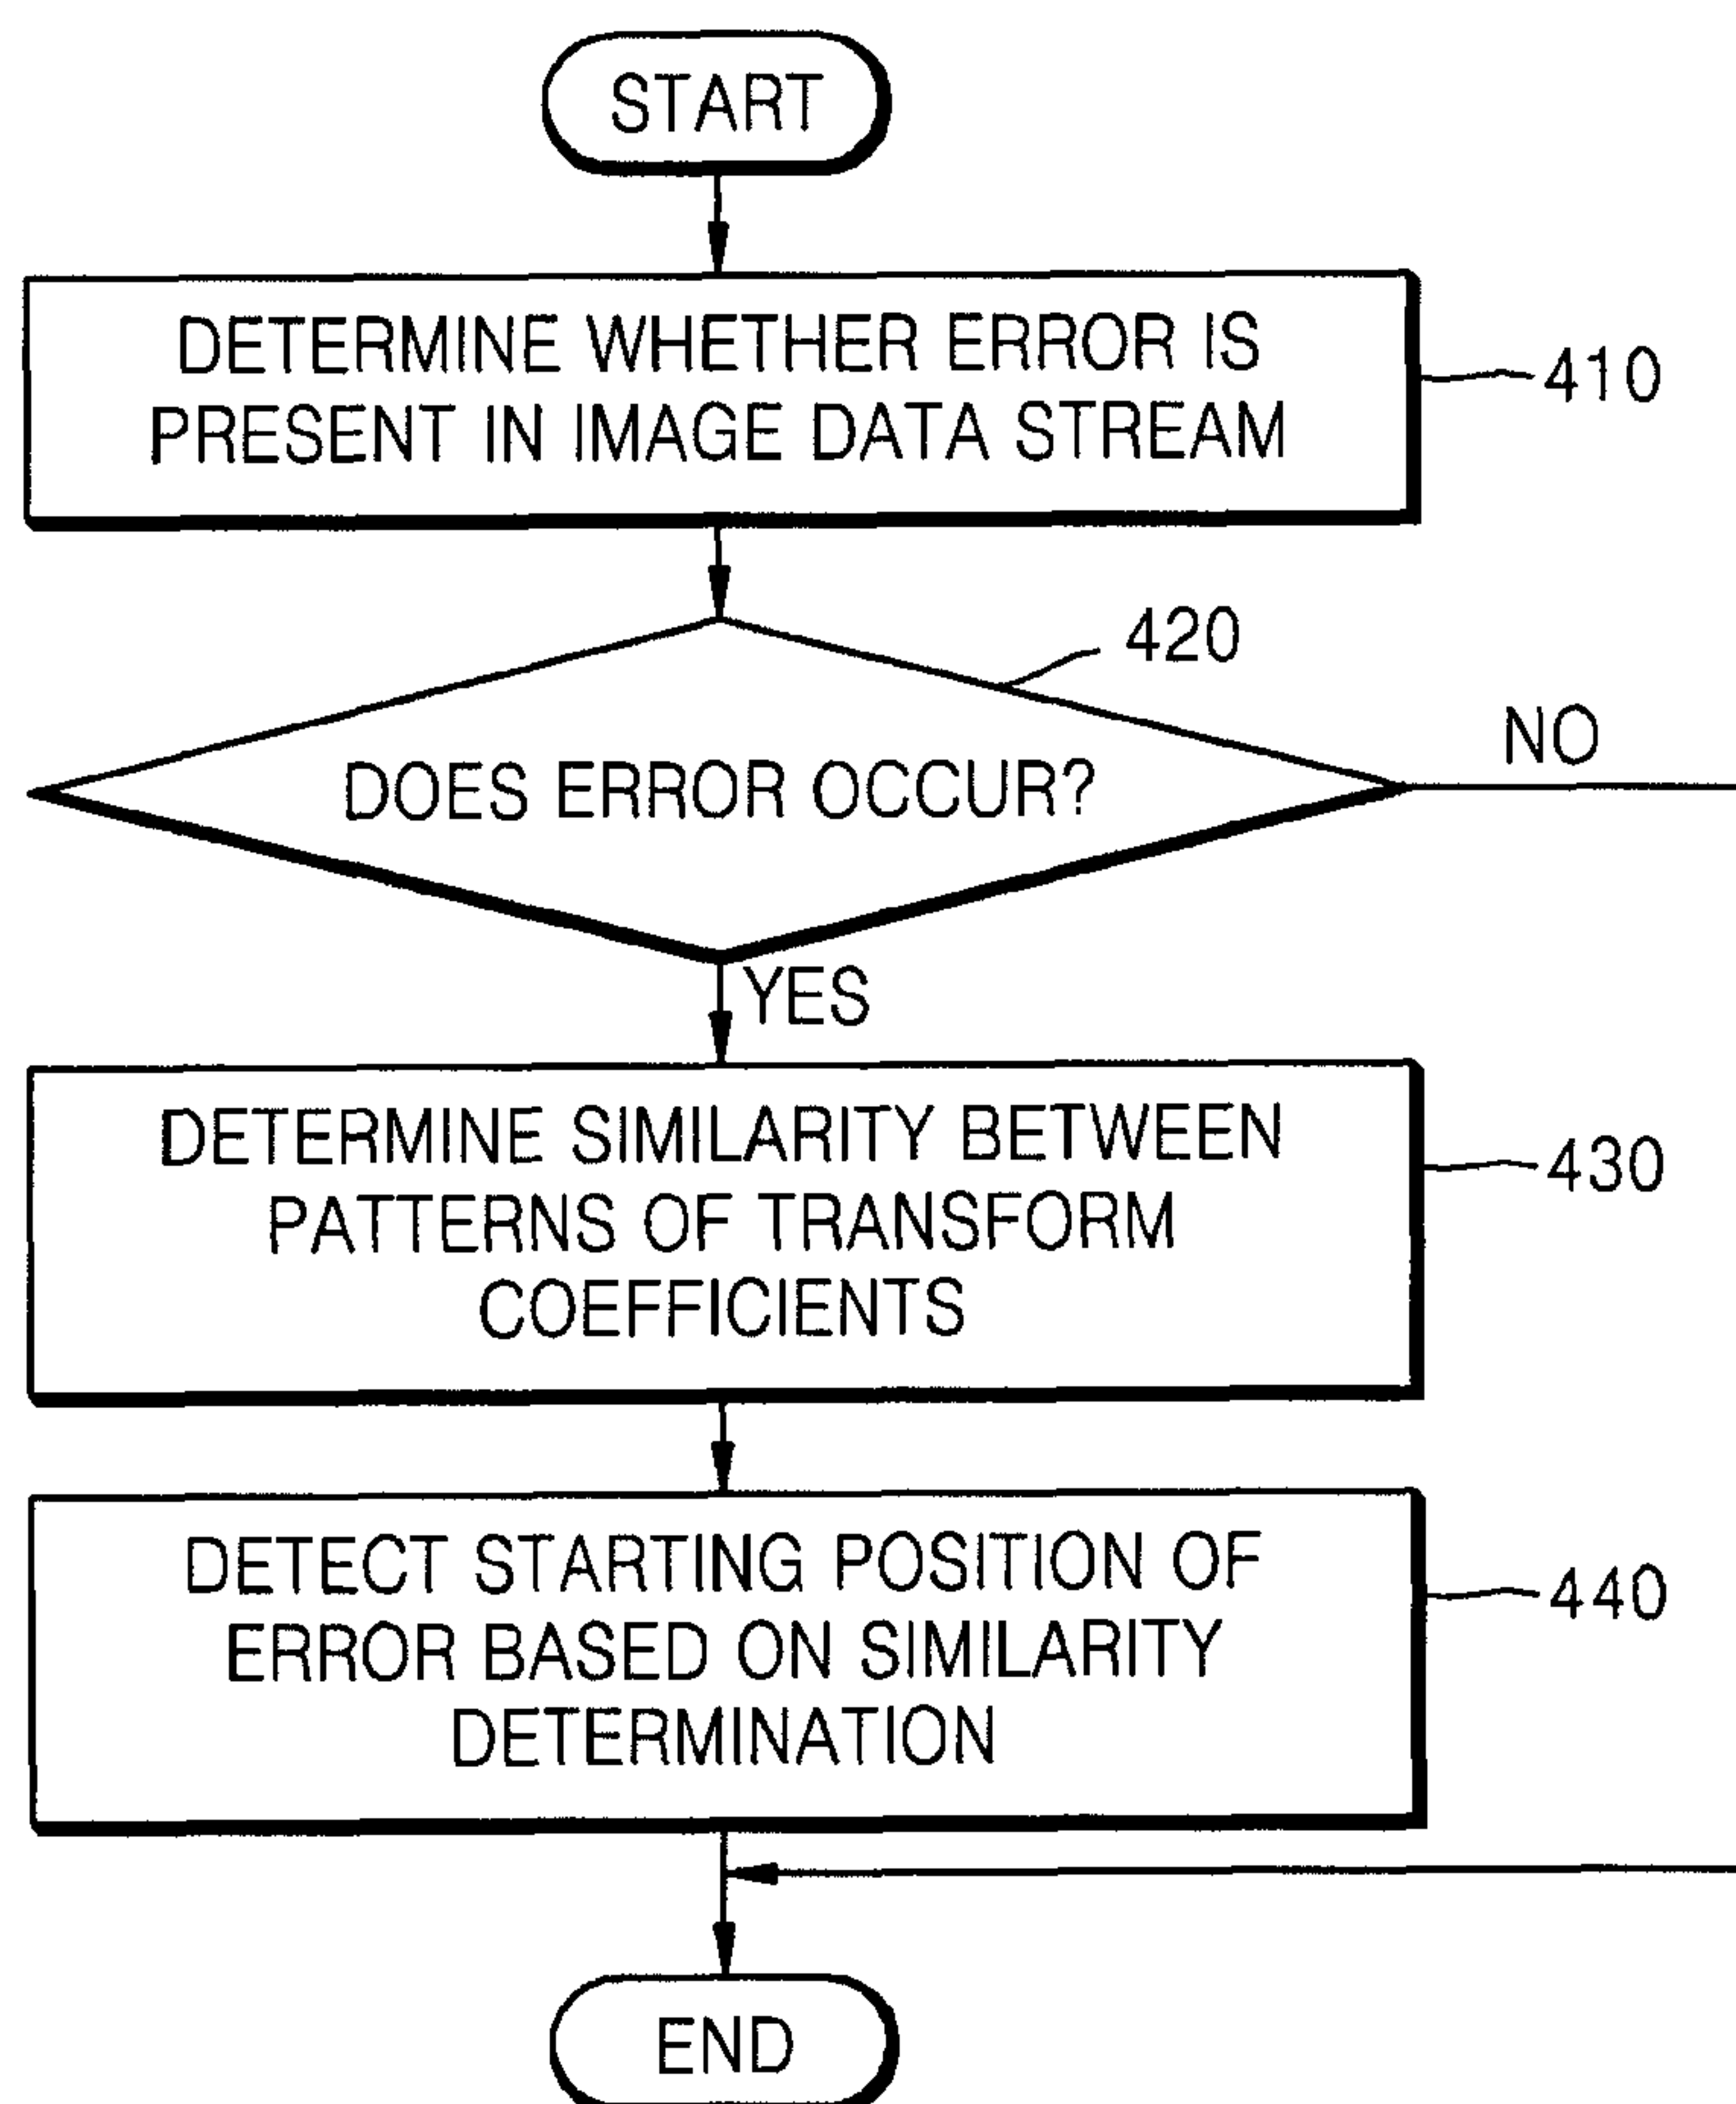 START
DETERMINE WHETHER ERROR IS
PRESENT IN IMAGE DATA STREAM
410
420
DOES ERROR OCCUR?
NO
YES
DETERMINE SIMILARITY BETWEEN
PATTERNS OF TRANSFORM
COEFFICIENTS
430
DETECT STARTING POSITION OF
ERROR BASED ON SIMILARITY
DETERMINATION
440
END